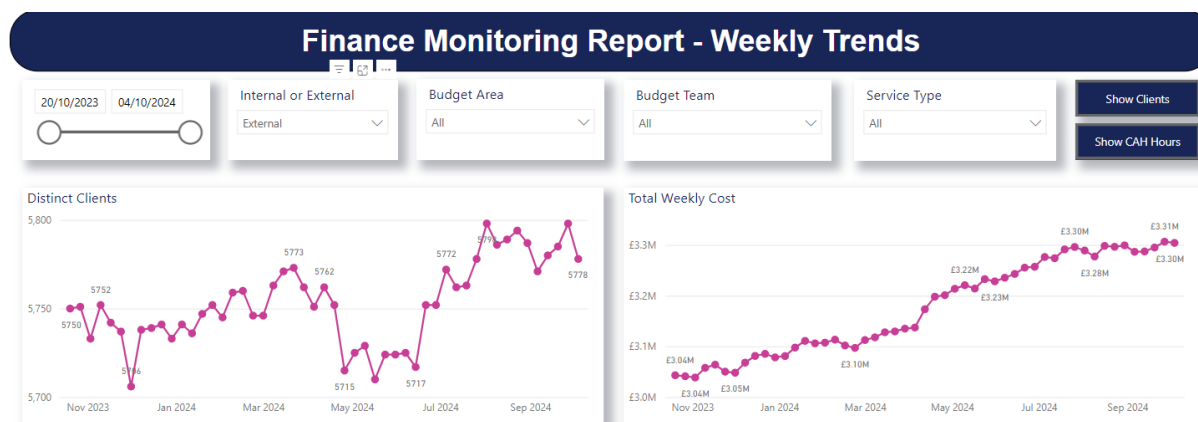 Finance Monitoring Report - Weekly Trends
20/10/2023 04/10/2024
Internal or External
External
Budget Area
All
Budget Team
All
Service Type
All
Show Clients
Show CAH Hours
Distinct Clients
5,800
5,750
5,700
5750
5752
5706
5773
5762
5715
5717
5772
5778
Nov 2023 Jan 2024 Mar 2024 May 2024 Jul 2024 Sep 2024
Total Weekly Cost
£3.3M
£3.2M
£3.1M
£3.0M
£3.04M
£3.04M
£3.05M
£3.10M
£3.22M
£3.23M
£3.30M
£3.28M
£3.31M
£3.30M
Nov 2023 Jan 2024 Mar 2024 May 2024 Jul 2024 Sep 2024